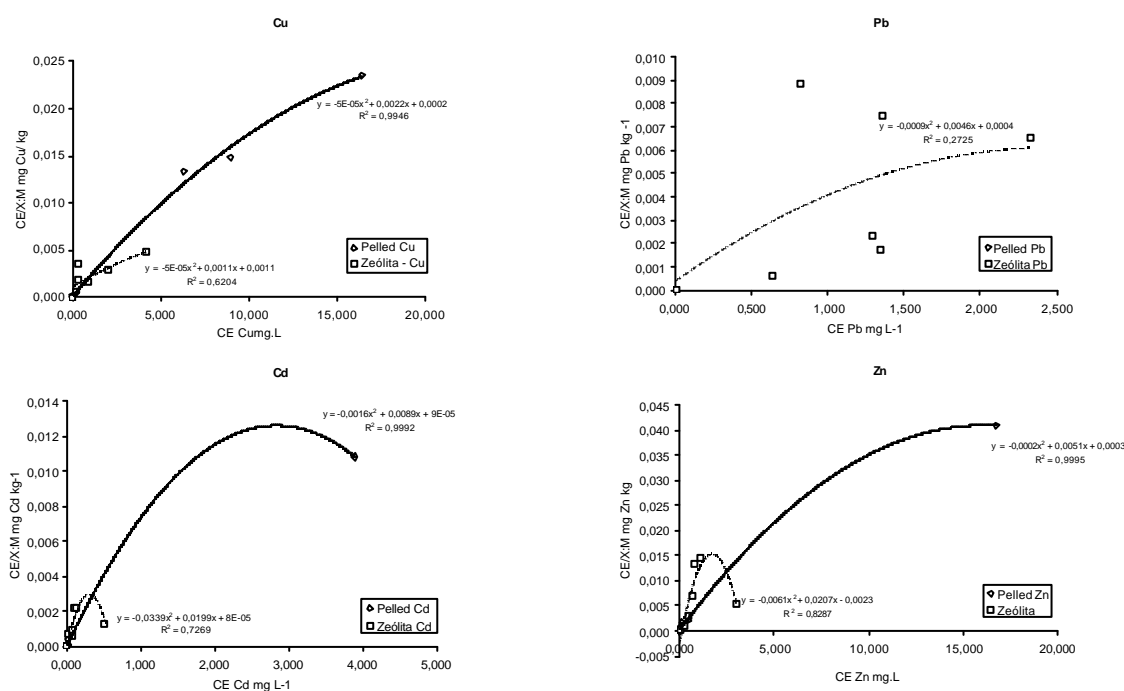 Cu
0,025
0,020
0,015
0,010
0,005
0,000
CE/X:M mg Cu/ kg
y = -5E-05x² + 0,0022x + 0,0002
R² = 0,9946
y = -5E-05x² + 0,0011x + 0,0011
R² = 0,6204
Pelled Cu
Zeólita - Cu
0,000 5,000 10,000 15,000 20,000
CE Cumg.L
Pb
0,010
0,009
0,008
0,007
0,006
0,005
0,004
0,003
0,002
0,001
0,000
CE/X:M mg Pb kg -1
y = -0,0009x² + 0,0046x + 0,0004
R² = 0,2725
Pelled Pb
Zeólita Pb
0,000 0,500 1,000 1,500 2,000 2,500
CE Pb mg L-1
Cd
0,014
0,012
0,010
0,008
0,006
0,004
0,002
0,000
CE/X:M mg Cd kg-1
y = -0,0016x² + 0,0089x + 9E-05
R² = 0,9992
y = -0,0339x² + 0,0199x + 8E-05
R² = 0,7269
Pelled Cd
Zeólita Cd
0,000 1,000 2,000 3,000 4,000 5,000
CE Cd mg L-1
Zn
0,045
0,040
0,035
0,030
0,025
0,020
0,015
0,010
0,005
0,000
-0,005
CE/X:M mg Zn kg
y = -0,0002x² + 0,0051x + 0,0003
R² = 0,9995
y = -0,0061x² + 0,0207x - 0,0023
R² = 0,8287
Pelled Zn
Zeólita
0,000 5,000 10,000 15,000 20,000
CE Zn mg.L